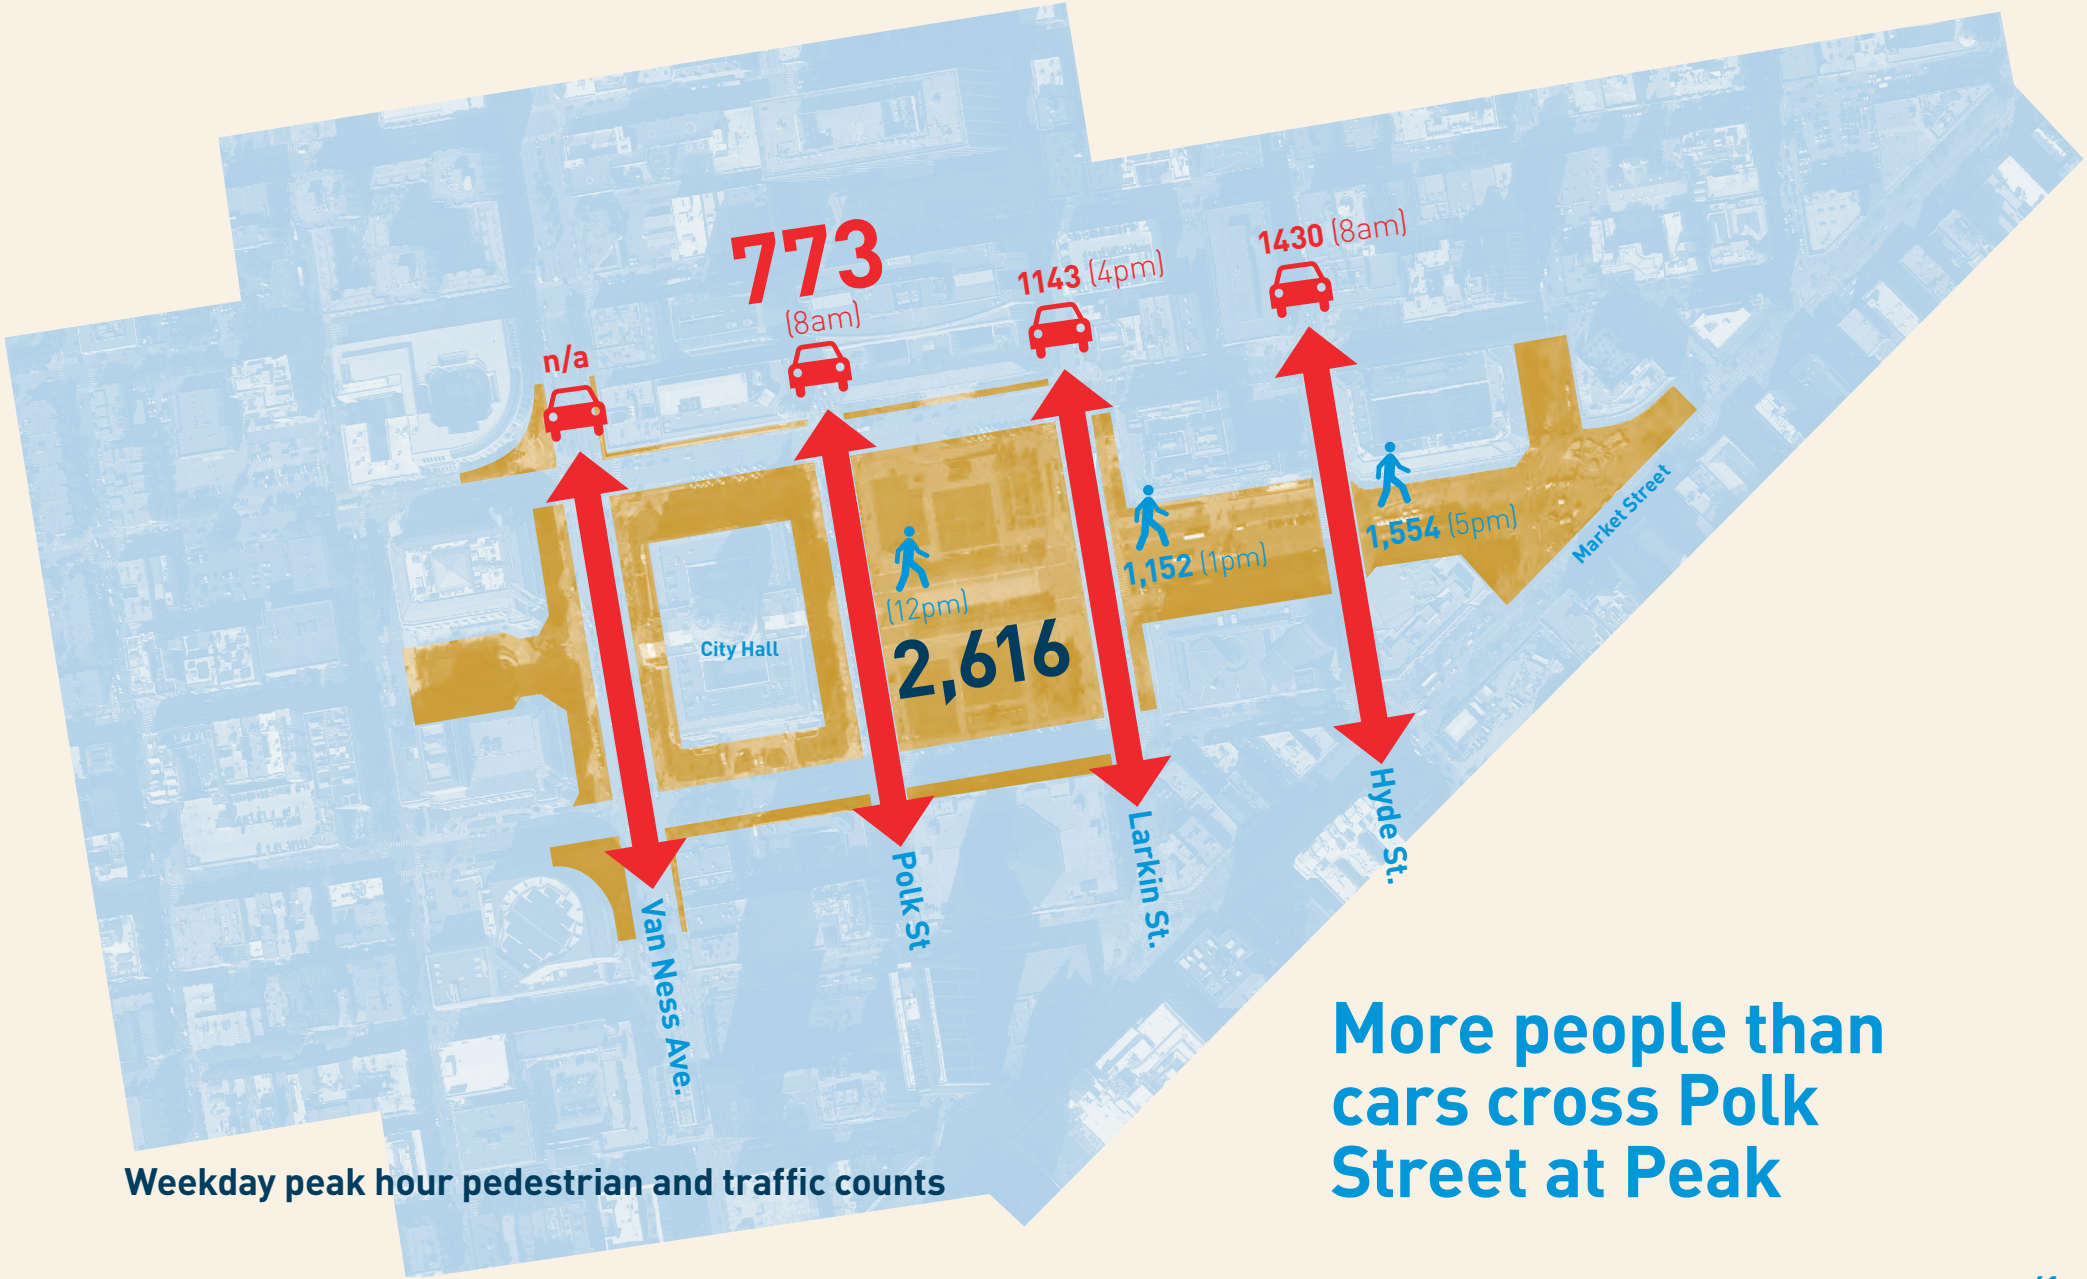 773
(8am)
1430 (8am)
1143 (4pm)
n/a
1,554 (5pm)
Market Street
1,152 (1pm)
(12pm)
2,616
City Hall
Hyde St.
Larkin St.
Polk St
Van Ness Ave.
More people than
cars cross Polk
Street at Peak
Weekday peak hour pedestrian and traffic counts